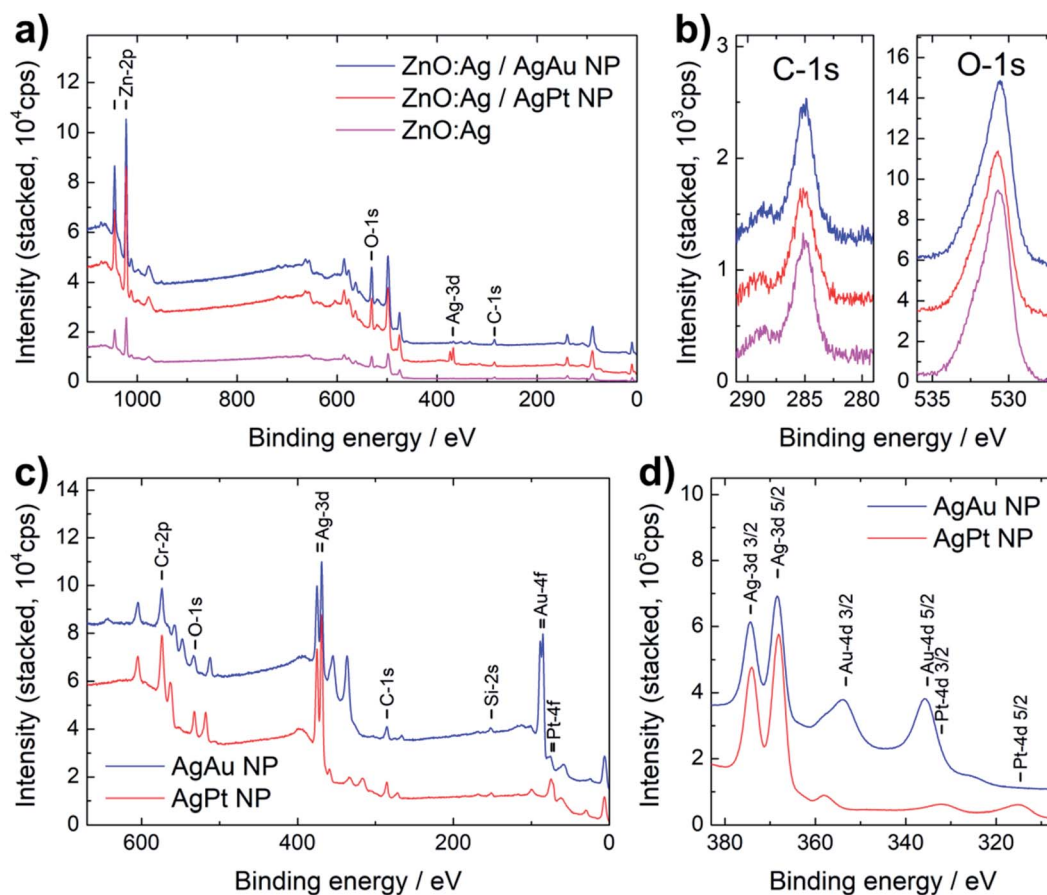 a)
Intensity (stacked, 10⁴cps)
12
10
8
6
4
2
0
Zn-2p
O-1s
Ag-3d
C-1s
ZnO:Ag / AgAu NP
ZnO:Ag / AgPt NP
ZnO:Ag
1000
800
600
400
200
0
Binding energy / eV
b)
Intensity (stacked, 10³cps)
3
2
1
0
C-1s
290
285
280
16
14
12
10
8
6
4
2
0
O-1s
535
530
Binding energy / eV
c)
Intensity (stacked, 10⁴cps)
14
12
10
8
6
4
2
0
Cr-2p
O-1s
Ag-3d
C-1s
Si-2s
Au-4f
Pt-4f
AgAu NP
AgPt NP
600
400
200
0
Binding energy / eV
d)
Intensity (stacked, 10⁵cps)
10
8
6
4
2
0
Ag-3d 3/2
Ag-3d 5/2
Au-4d 3/2
Au-4d 5/2
Pt-4d 3/2
Pt-4d 5/2
AgAu NP
AgPt NP
380
360
340
320
Binding energy / eV